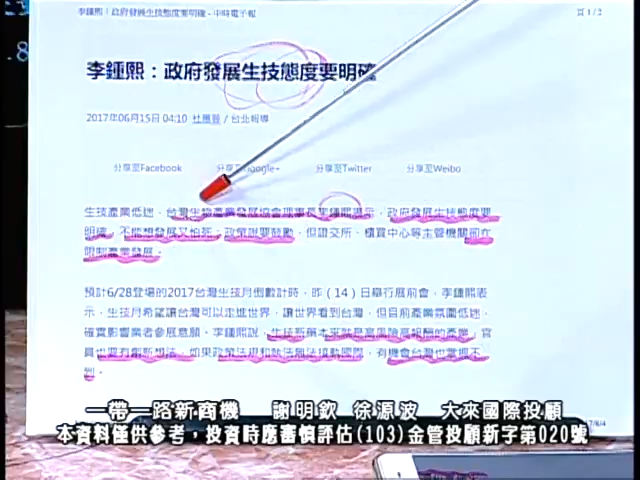 李鍾熙：政府發展生技態度要明確 - 中時電子報
頁 1 / 2
.8
李鍾熙：政府發展生技態度要明確
2017年06月15日 04:10 / 台北報導
分享至Facebook 分享至Google+ 分享至Twitter 分享至Weibo
生技產業低迷，台灣生物產業發展協會理事長李鍾熙表示，政府發展生技態度要
明確，不能想發展又怕死；政策說要鼓勵，但證交所、櫃買中心等主管機關卻在
限制產業發展。
預計6/28登場的2017台灣生技月倒數計時，昨（14）日舉行展前會，李鍾熙表
示，生技月希望讓台灣可以走進世界，讓世界看到台灣，但目前產業氛圍低迷，
確實影響業者參展意願。李鍾熙說，生技新藥本來就是高風險高報酬的產業，官
員也要有創新想法，如果政策法規和執法無法接軌國際，有機會台灣也掌握不
到。
一帶一路新商機 謝明欽 徐源波 大來國際投顧
本資料僅供參考，投資時應審慎評估(103)金管投顧新字第020號